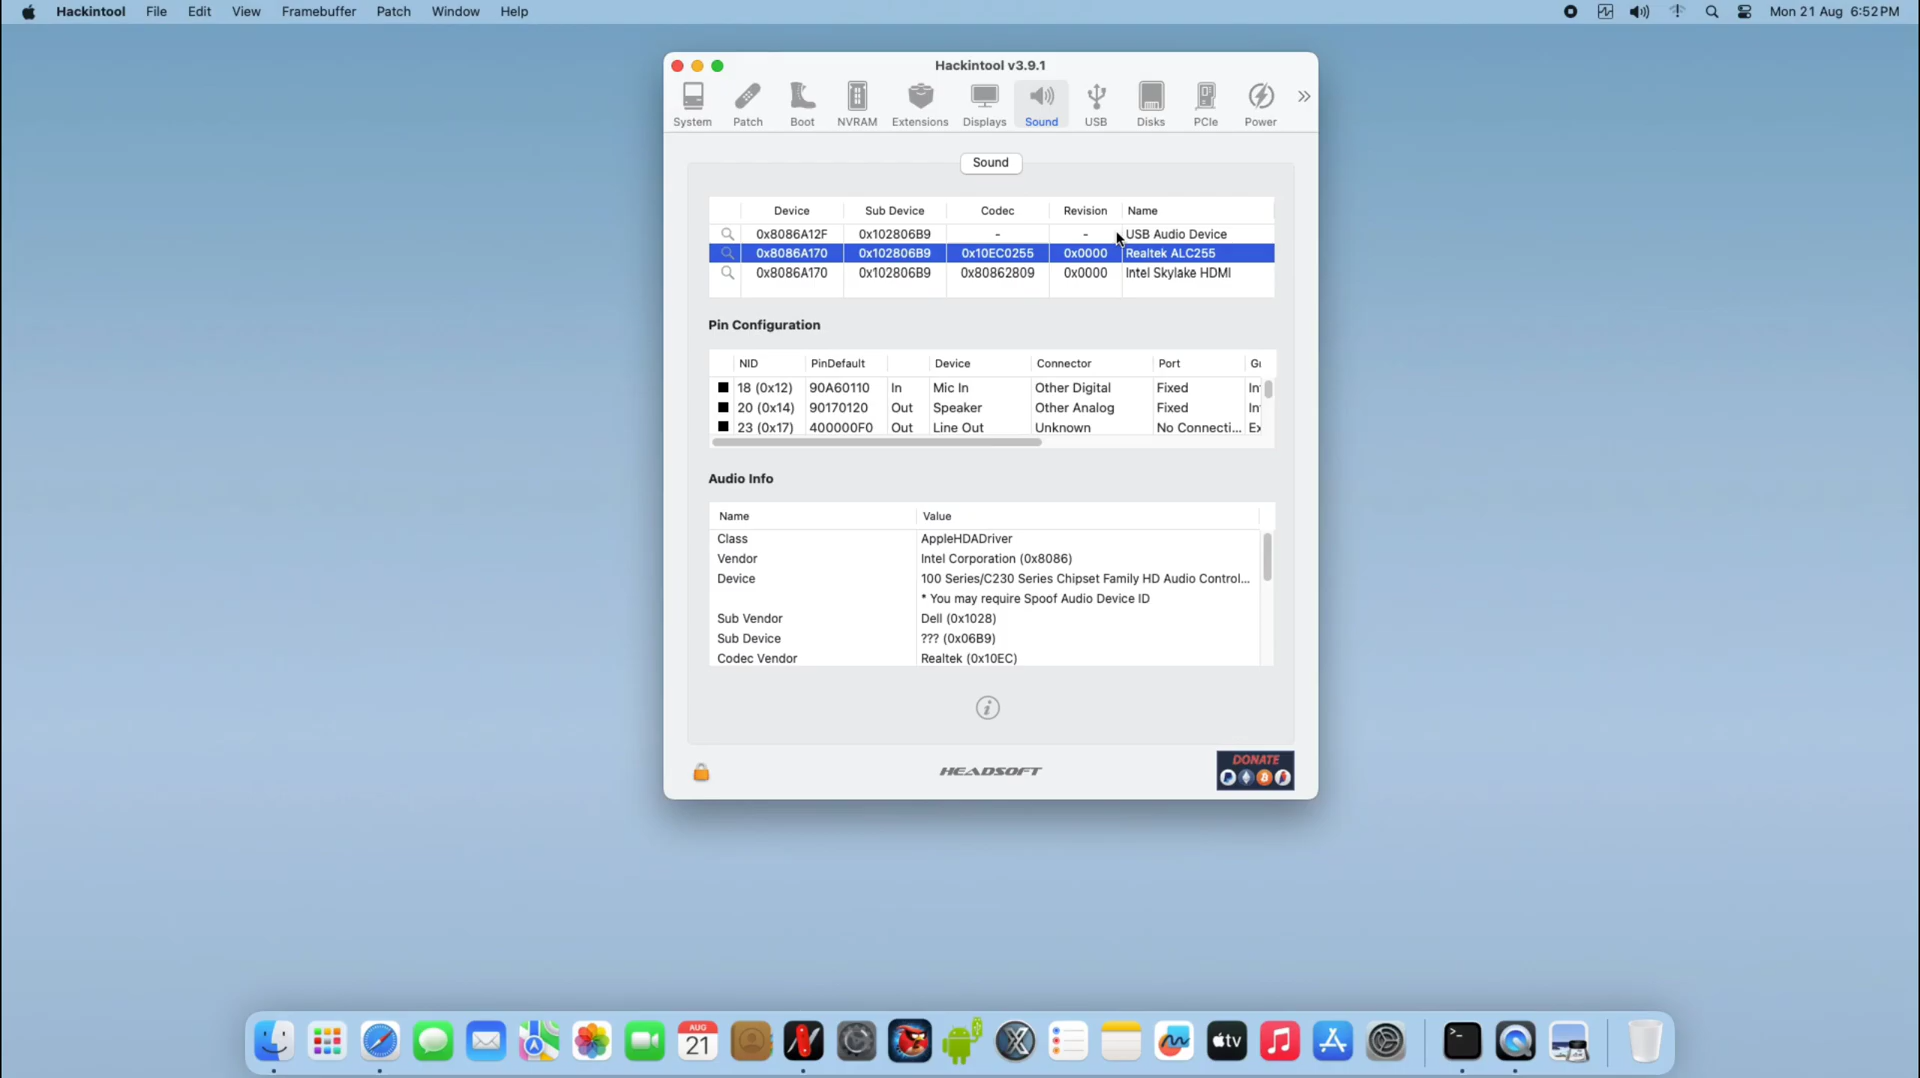 Hackintool File Edit View Framebuffer Patch Window Help Mon 21 Aug 6:52 PM
Hackintool v3.9.1
System Patch Boot NVRAM Extensions Displays Sound USB Disks PCIe Power
Sound
Device Sub Device Codec Revision Name
0x8086A12F 0x102806B9 - - USB Audio Device
0x8086A170 0x102806B9 0x10EC0255 0x0000 Realtek ALC255
0x8086A170 0x102806B9 0x80862809 0x0000 Intel Skylake HDMI
Pin Configuration
NID PinDefault Device Connector Port
18 (0x12) 90A60110 In Mic In Other Digital Fixed
20 (0x14) 90170120 Out Speaker Other Analog Fixed
23 (0x17) 400000F0 Out Line Out Unknown No Connecti...
Audio Info
Name Value
Class AppleHDADriver
Vendor Intel Corporation (0x8086)
Device 100 Series/C230 Series Chipset Family HD Audio Control...
* You may require Spoof Audio Device ID
Sub Vendor Dell (0x1028)
Sub Device ??? (0x06B9)
Codec Vendor Realtek (0x10EC)
HEADSOFT
DONATE
AUG
21
tv